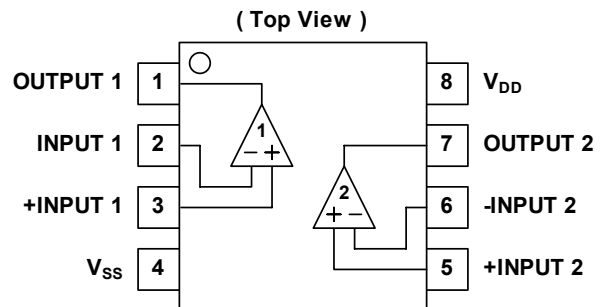 ( Top View )
OUTPUT 1 1
INPUT 1 2
+INPUT 1 3
VSS 4
1
- +
2
+ -
8 VDD
7 OUTPUT 2
6 -INPUT 2
5 +INPUT 2